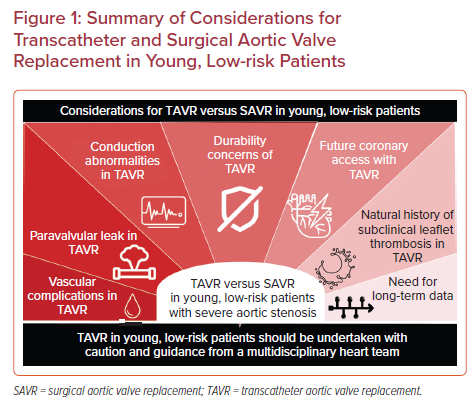 Figure 1: Summary of Considerations for
Transcatheter and Surgical Aortic Valve
Replacement in Young, Low-risk Patients
Considerations for TAVR versus SAVR in young, low-risk patients
Vascular
complications in
TAVR
Paravalvular leak in
TAVR
Conduction
abnormalities
in TAVR
Durability
concerns of
TAVR
Future coronary
access with
TAVR
Natural history of
subclinical leaflet
thrombosis in
TAVR
Need for
long-term data
TAVR versus SAVR
in young, low-risk patients
with severe aortic stenosis
TAVR in young, low-risk patients should be undertaken with
caution and guidance from a multidisciplinary heart team
SAVR = surgical aortic valve replacement; TAVR = transcatheter aortic valve replacement.